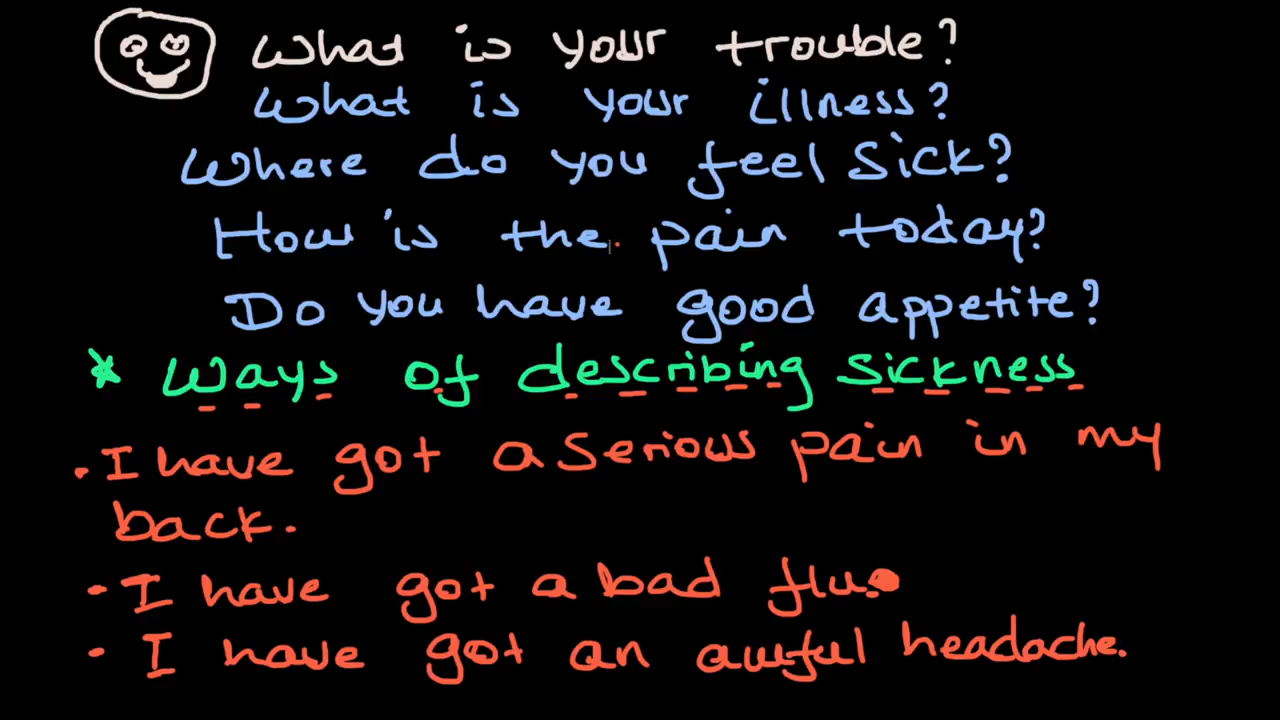 What is your trouble?
What is your illness?
Where do you feel Sick?
How is the pain today?
Do you have good appetite?
* Ways of describing sickness
. I have got a serious pain in my
back.
. I have got a bad flu.
. I have got an awful headache.